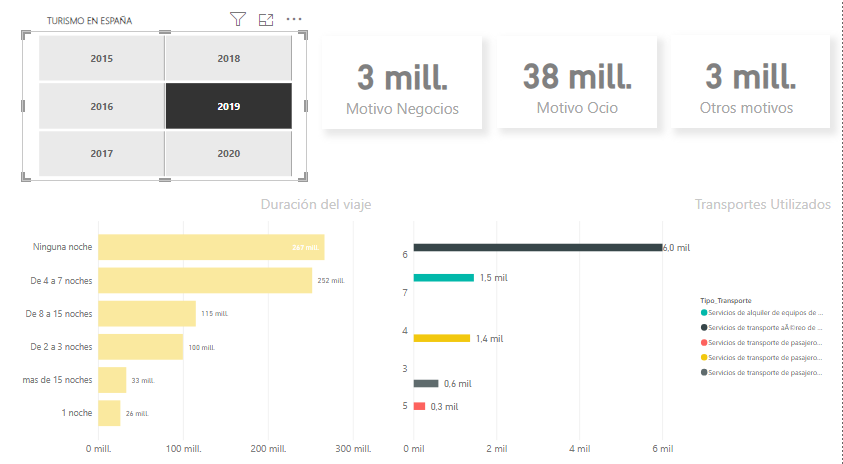 TURISMO EN ESPAÑA
2015
2018
2016
2019
2017
2020
3 mill.
Motivo Negocios
38 mill.
Motivo Ocio
3 mill.
Otros motivos
Duración del viaje
Ninguna noche
267 mill.
De 4 a 7 noches
252 mill.
De 8 a 15 noches
115 mill.
De 2 a 3 noches
100 mill.
mas de 15 noches
33 mill.
1 noche
26 mill.
0 mill.
100 mill.
200 mill.
300 mill.
Transportes Utilizados
6
6,0 mil
7
1,5 mil
4
1,4 mil
3
0,6 mil
5
0,3 mil
0 mil
2 mil
4 mil
6 mil
Tipo_Transporte
Servicios de alquiler de equipos de ...
Servicios de transporte aÃ©reo de ...
Servicios de transporte de pasajero...
Servicios de transporte de pasajero...
Servicios de transporte de pasajero...